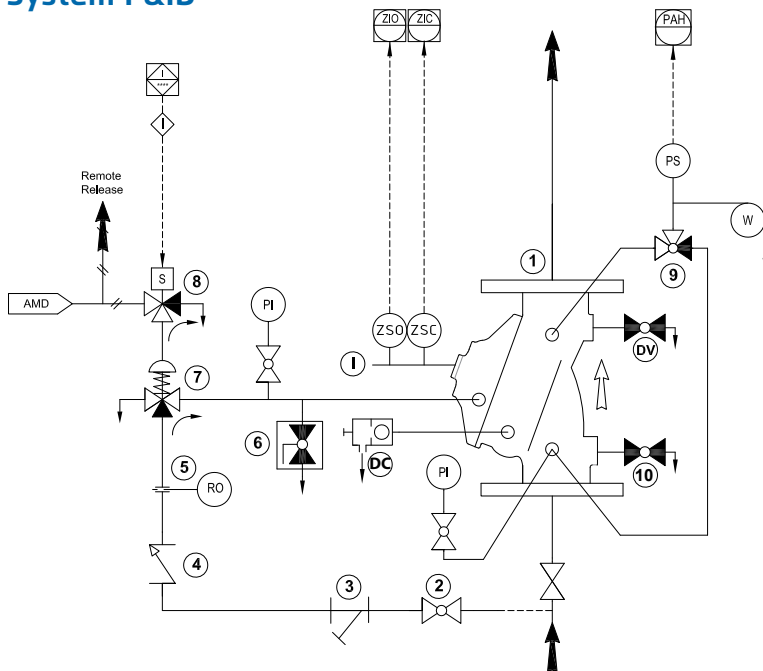 System P&ID
ZIO
ZIC
PAH
I
****
I
PS
Remote
Release
W
S
8
1
9
AMD
PI
ZSO
ZSC
I
DV
7
6
DC
10
5
PI
RO
4
3
2